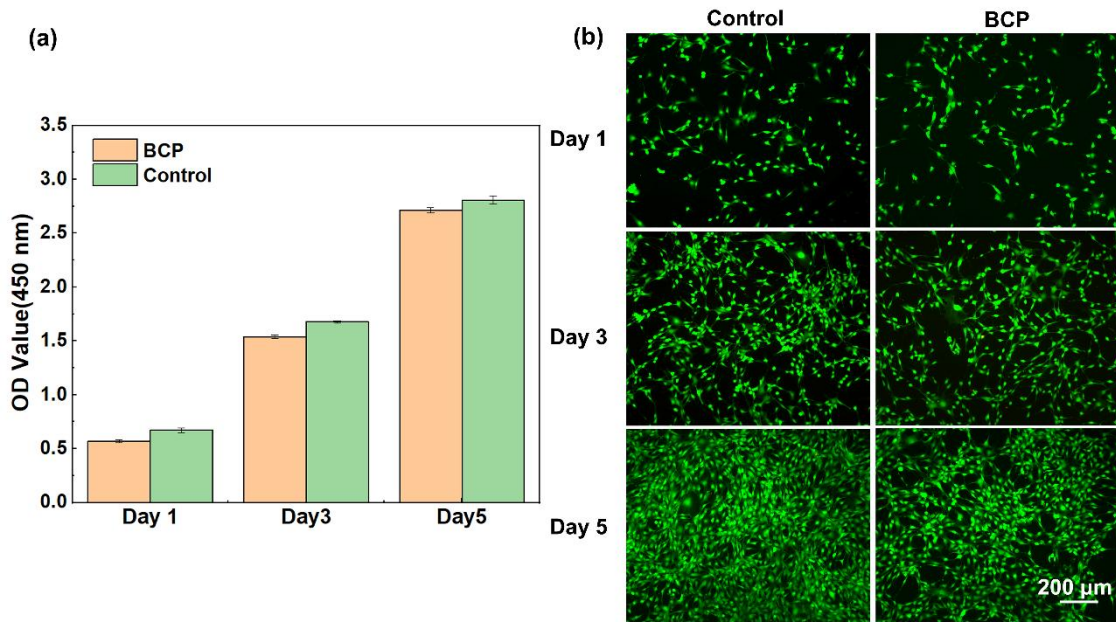 (a)
OD Value(450 nm)
3.5
3.0
2.5
2.0
1.5
1.0
0.5
0.0
BCP
Control
Day 1
Day3
Day5
(b)
Control
BCP
Day 1
Day 3
Day 5
200 μm